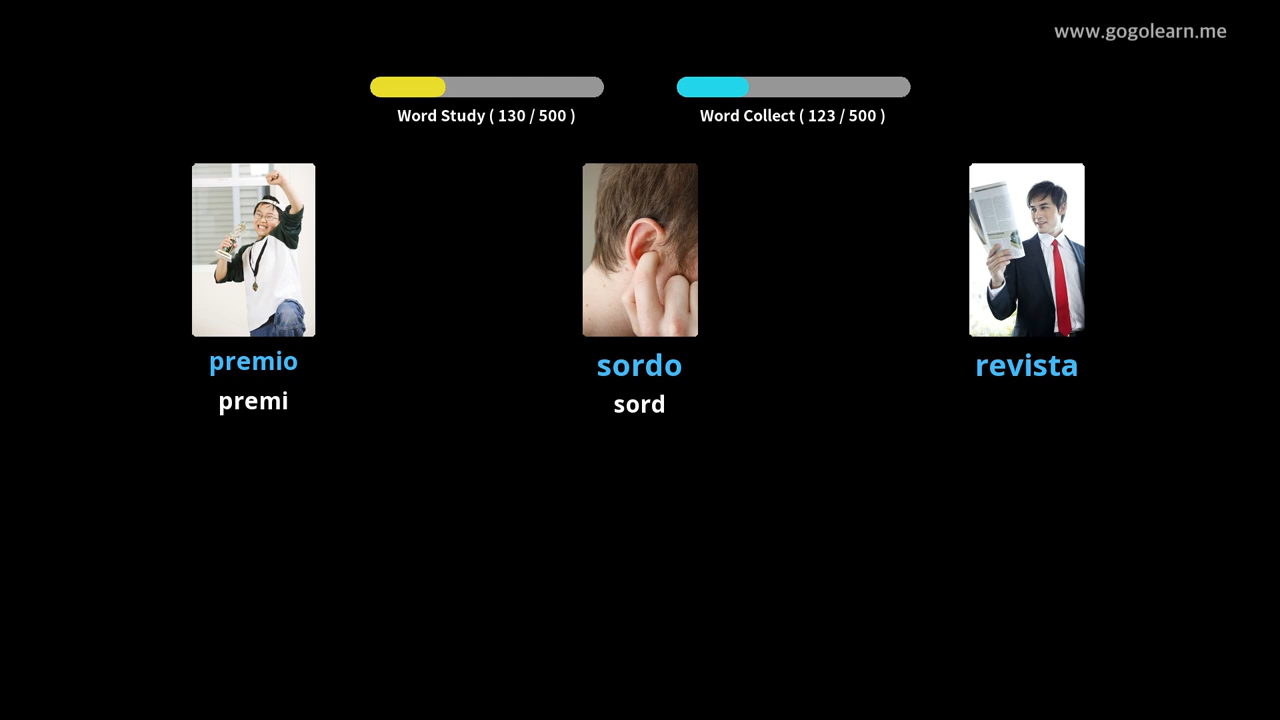 www.gogolearn.me
Word Study ( 130 / 500 )
Word Collect ( 123 / 500 )
premio
premi
sordo
sord
revista